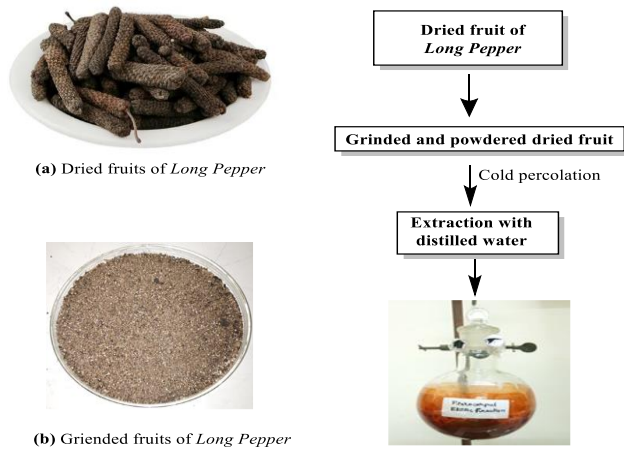 (a) Dried fruits of Long Pepper
(b) Griended fruits of Long Pepper
Dried fruit of
Long Pepper
Grinded and powdered dried fruit
Cold percolation
Extraction with
distilled water